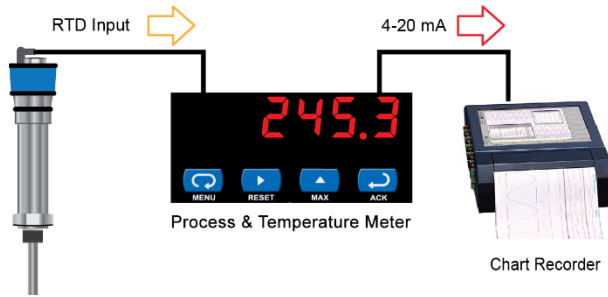 RTD Input
4-20 mA
245.3
MENU RESET MAX ACK
Process & Temperature Meter
Chart Recorder